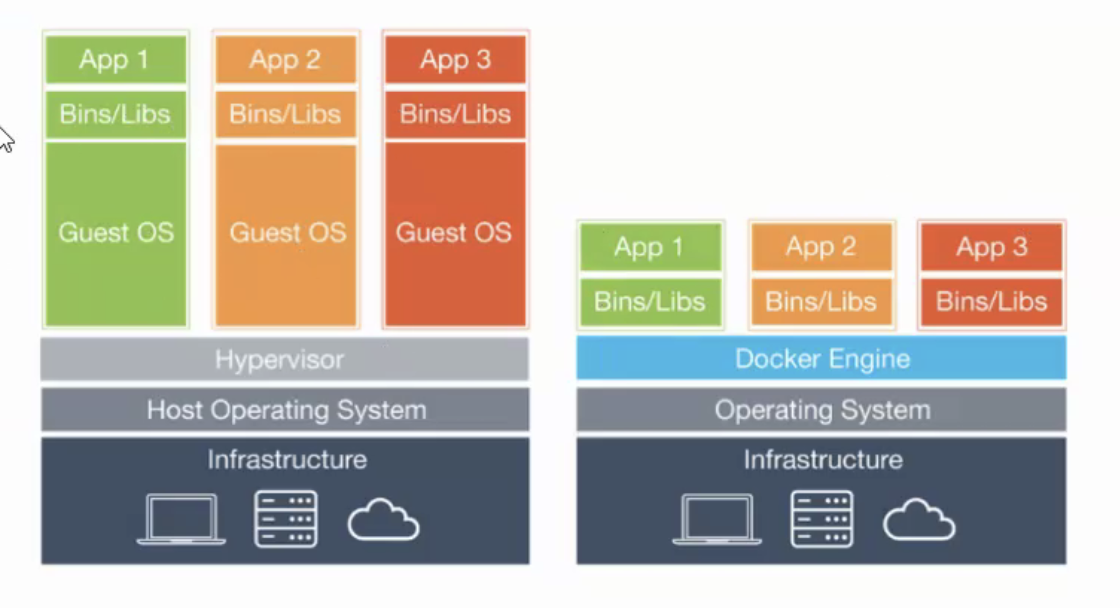 App 1
App 2
App 3
Bins/Libs
Bins/Libs
Bins/Libs
Guest OS
Guest OS
Guest OS
Hypervisor
Host Operating System
Infrastructure
App 1
App 2
App 3
Bins/Libs
Bins/Libs
Bins/Libs
Docker Engine
Operating System
Infrastructure